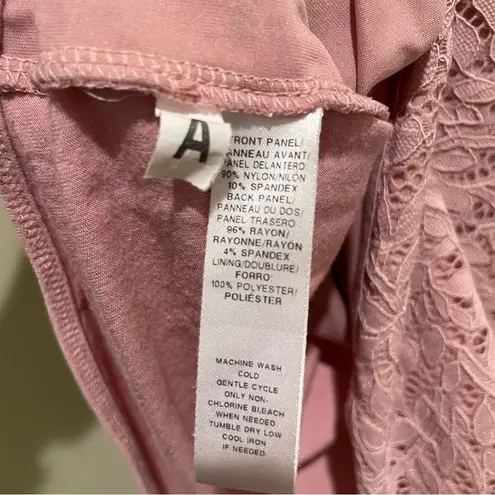 A
FRONT PANEL/
PANNEAU AVANT/
PANEL DELANTERO
90% NYLON/NILÓN
10% SPANDEX
BACK PANEL/
PANNEAU DU DOS/
PANEL TRASERO
96% RAYON/
RAYONNE/RAYÓN
4% SPANDEX
LINING/DOUBLURE/
FORRO:
100% POLYESTER/
POLIÉSTER
MACHINE WASH
COLD
GENTLE CYCLE
ONLY NON-
CHLORINE BLEACH
WHEN NEEDED
TUMBLE DRY LOW
COOL IRON
IF NEEDED